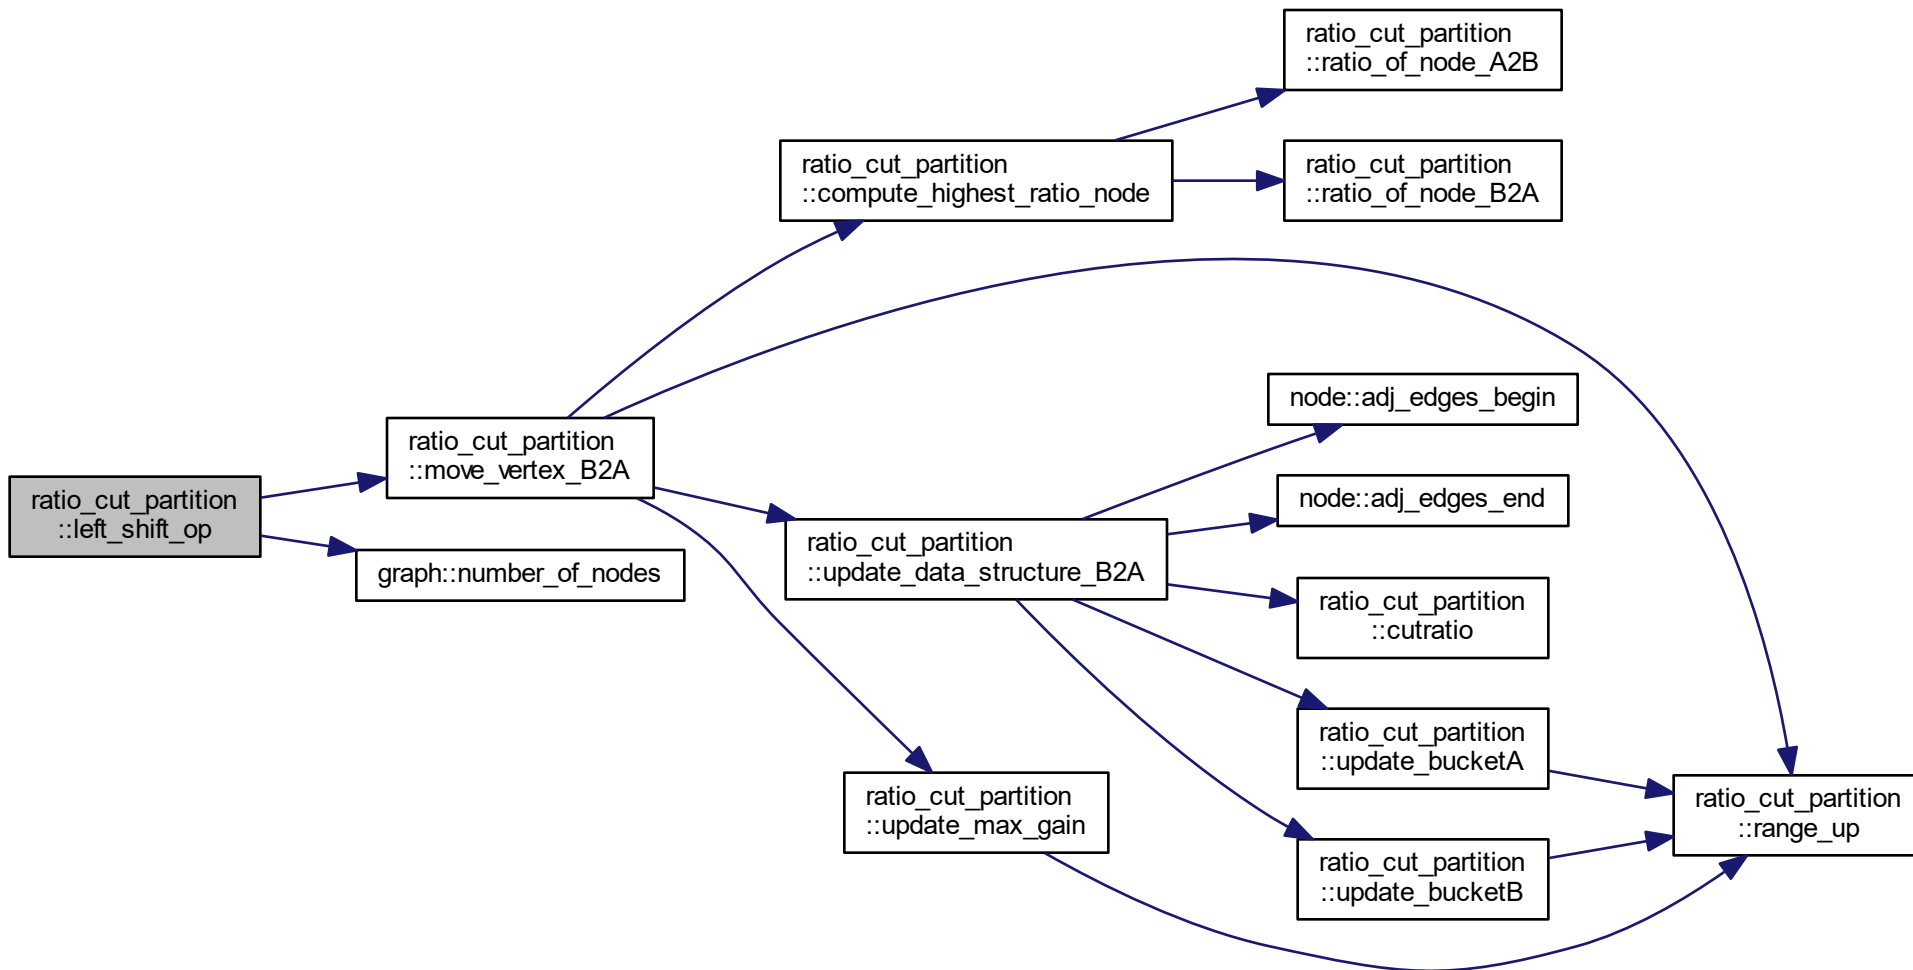 ratio_cut_partition
::left_shift_op
ratio_cut_partition
::move_vertex_B2A
graph::number_of_nodes
ratio_cut_partition
::compute_highest_ratio_node
ratio_cut_partition
::ratio_of_node_A2B
ratio_cut_partition
::ratio_of_node_B2A
ratio_cut_partition
::update_data_structure_B2A
node::adj_edges_begin
node::adj_edges_end
ratio_cut_partition
::cutratio
ratio_cut_partition
::update_bucketA
ratio_cut_partition
::update_bucketB
ratio_cut_partition
::update_max_gain
ratio_cut_partition
::range_up